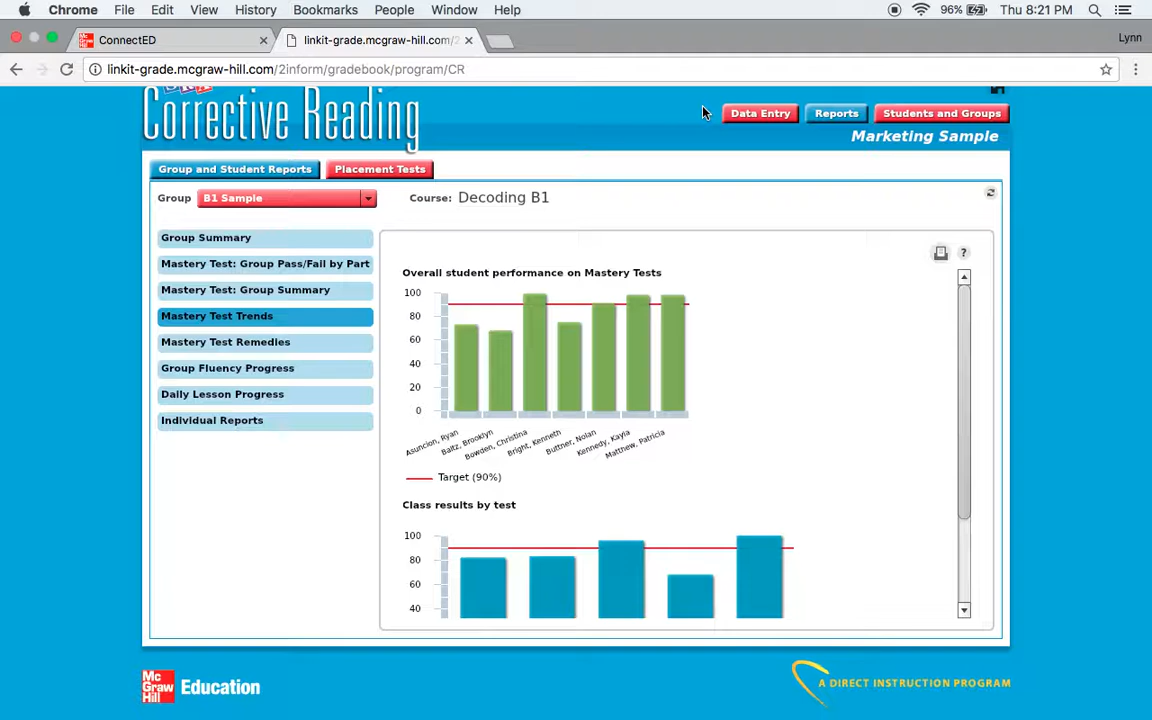 Chrome File Edit View History Bookmarks People Window Help 96% Thu 8:21 PM
ConnectED linkit-grade.mcgraw-hill.com/2 Lynn
linkit-grade.mcgraw-hill.com/2inform/gradebook/program/CR
Corrective Reading
Data Entry Reports Students and Groups
Marketing Sample
Group and Student Reports Placement Tests
Group B1 Sample Course: Decoding B1
Group Summary
Mastery Test: Group Pass/Fail by Part
Mastery Test: Group Summary
Mastery Test Trends
Mastery Test Remedies
Group Fluency Progress
Daily Lesson Progress
Individual Reports
?
Overall student performance on Mastery Tests
100
80
60
40
20
0
Asuncion, Ryan
Baltz, Brooklyn
Bowden, Christina
Bright, Kenneth
Buttner, Nolan
Kennedy, Kayla
Matthew, Patricia
Target (90%)
Class results by test
100
80
60
40
Mc Graw Hill Education
A DIRECT INSTRUCTION PROGRAM